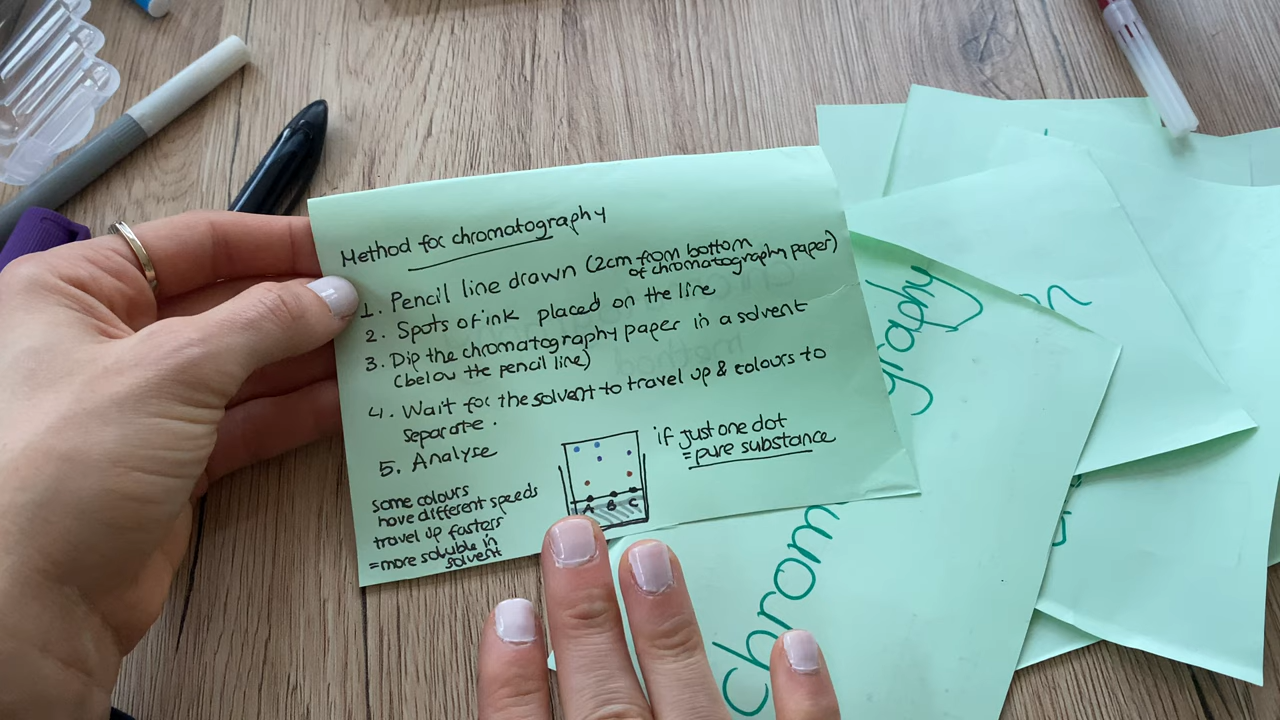 Method for chromatography
1. Pencil line drawn (2cm from bottom
of chromatography paper)
2. Spots of ink placed on the line
3. Dip the chromatography paper in a solvent
(below the pencil line)
4. Wait for the solvent to travel up & colours to
separate.
5. Analyse
if just one dot
= pure substance
some colours
have different speeds
travel up fasters
= more soluble in
solvent
A B C
Chrom